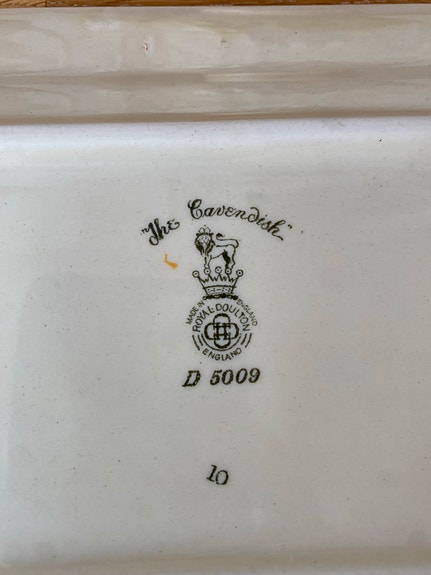 "The Cavendish"
MADE IN ENGLAND
ROYAL DOULTON
ENGLAND
D 5009
10